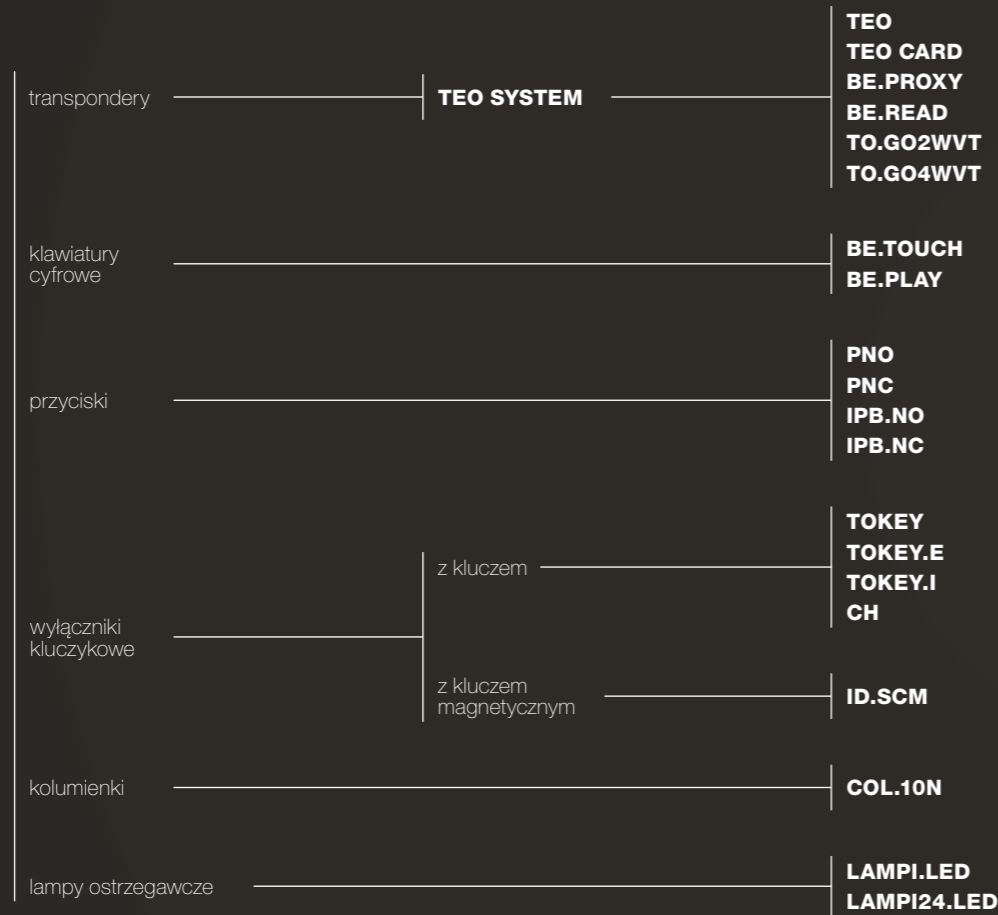 transpondery
TEO SYSTEM
TEO
TEO CARD
BE.PROXY
BE.READ
TO.GO2WVT
TO.GO4WVT
klawiatury
cyfrowe
BE.TOUCH
BE.PLAY
przyciski
PNO
PNC
IPB.NO
IPB.NC
wyłączniki
kluczykowe
z kluczem
TOKEY
TOKEY.E
TOKEY.I
CH
z kluczem
magnetycznym
ID.SCM
kolumienki
COL.10N
lampy ostrzegawcze
LAMPI.LED
LAMPI24.LED